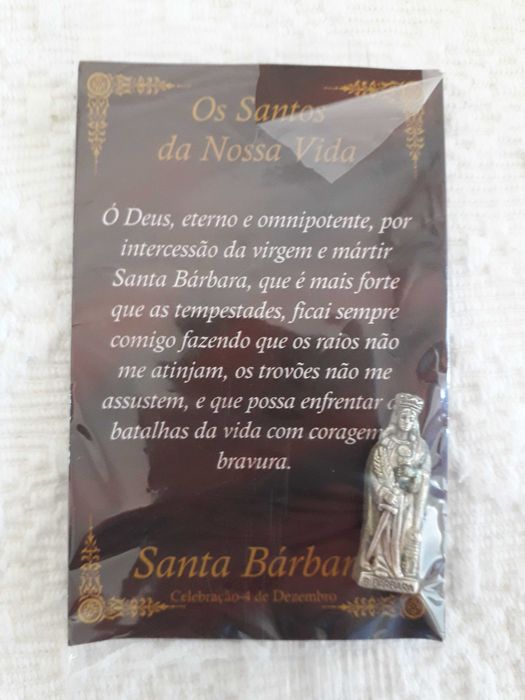 Os Santos
da Nossa Vida
Ó Deus, eterno e omnipotente, por
intercessão da virgem e mártir
Santa Bárbara, que é mais forte
que as tempestades, ficai sempre
comigo fazendo que os raios não
me atinjam, os trovões não me
assustem, e que possa enfrentar
batalhas da vida com coragem
bravura.
Santa Bárbara
Celebração 4 de Dezembro